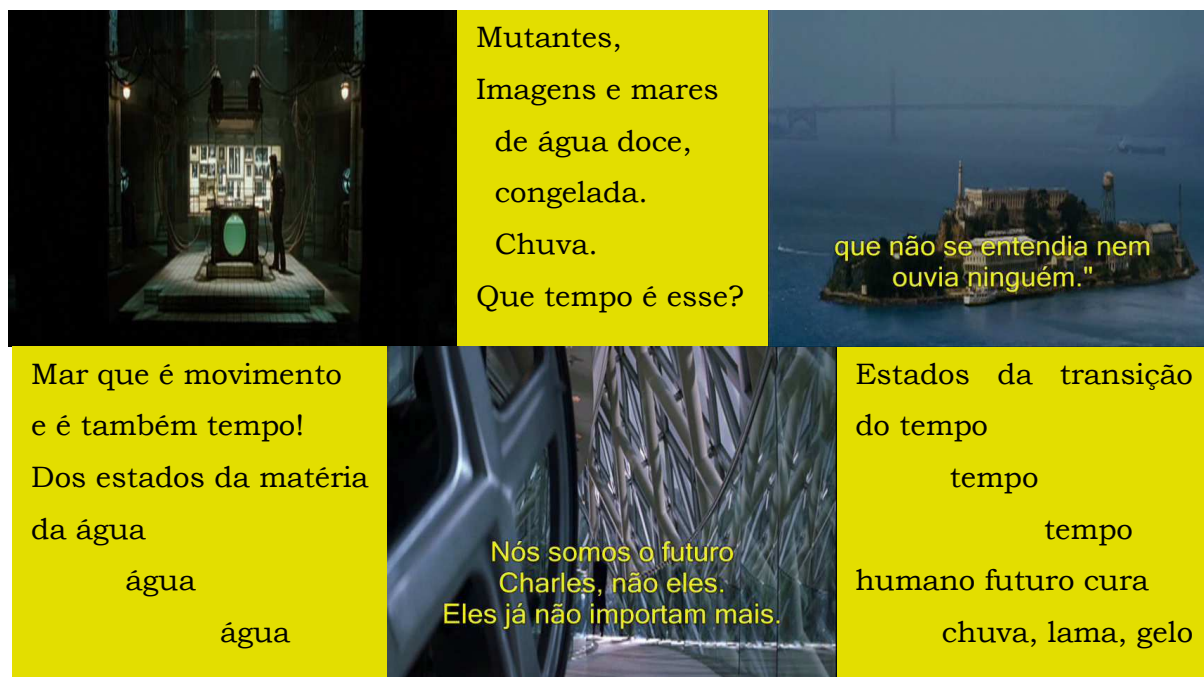 Mutantes,
Imagens e mares
de água doce,
congelada.
Chuva.
Que tempo é esse?
que não se entendia nem
ouvia ninguém."
Mar que é movimento
e é também tempo!
Dos estados da matéria
da água
água
água
Nós somos o futuro
Charles, não eles.
Eles já não importam mais.
Estados da transição
do tempo
tempo
tempo
humano futuro cura
chuva, lama, gelo